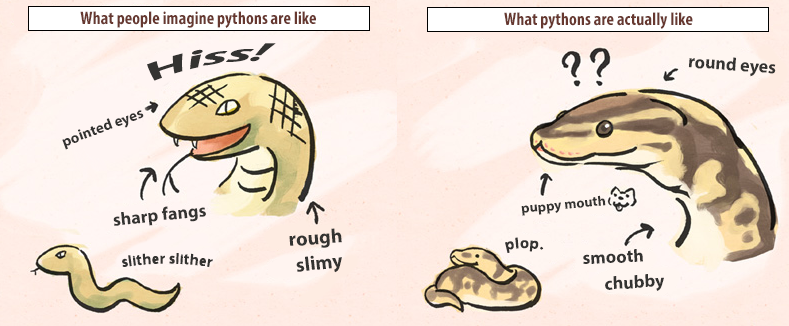 What people imagine pythons are like
Hiss!
pointed eyes
sharp fangs
rough
slimy
slither slither
What pythons are actually like
??
round eyes
puppy mouth
plop.
smooth
chubby